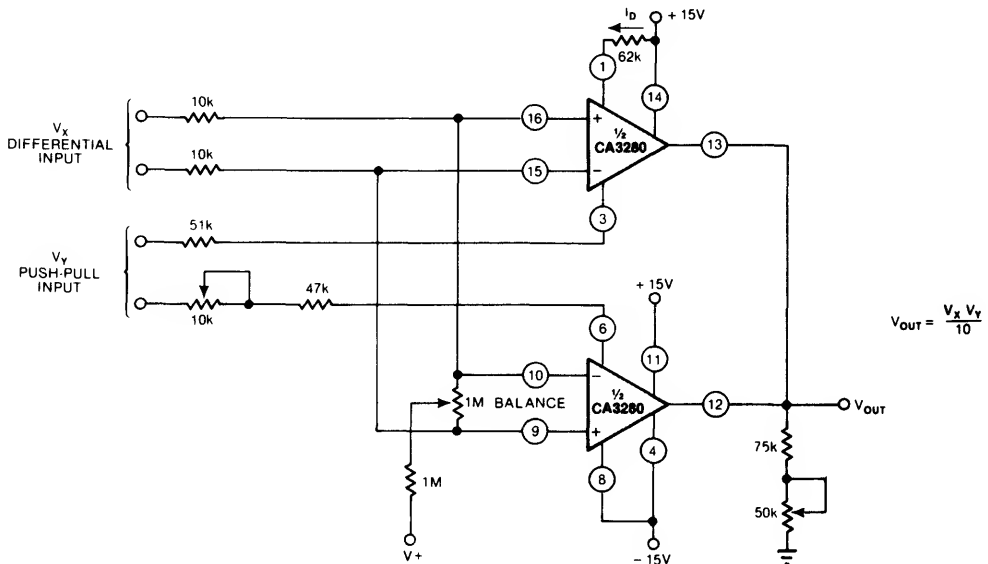 I_D
+ 15V
62k
1
14
10k
16
+
½
CA3280
13
V_X
DIFFERENTIAL
INPUT
10k
15
−
3
51k
V_Y
PUSH-PULL
INPUT
10k
47k
+ 15V
6
11
V_OUT = V_X V_Y
10
10
−
½
CA3280
12
V_OUT
1M BALANCE
9
+
4
75k
8
1M
50k
V+
− 15V